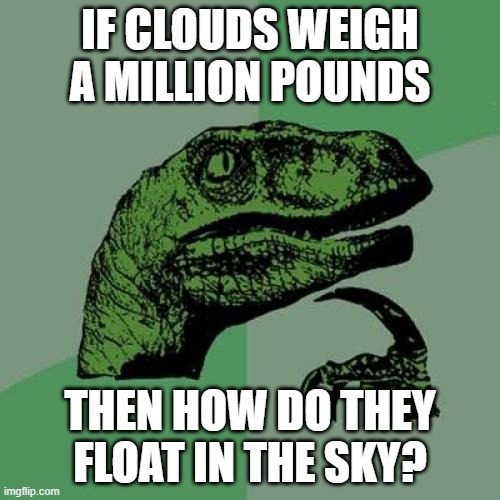 IF CLOUDS WEIGH
A MILLION POUNDS
THEN HOW DO THEY
FLOAT IN THE SKY?
imgflip.com